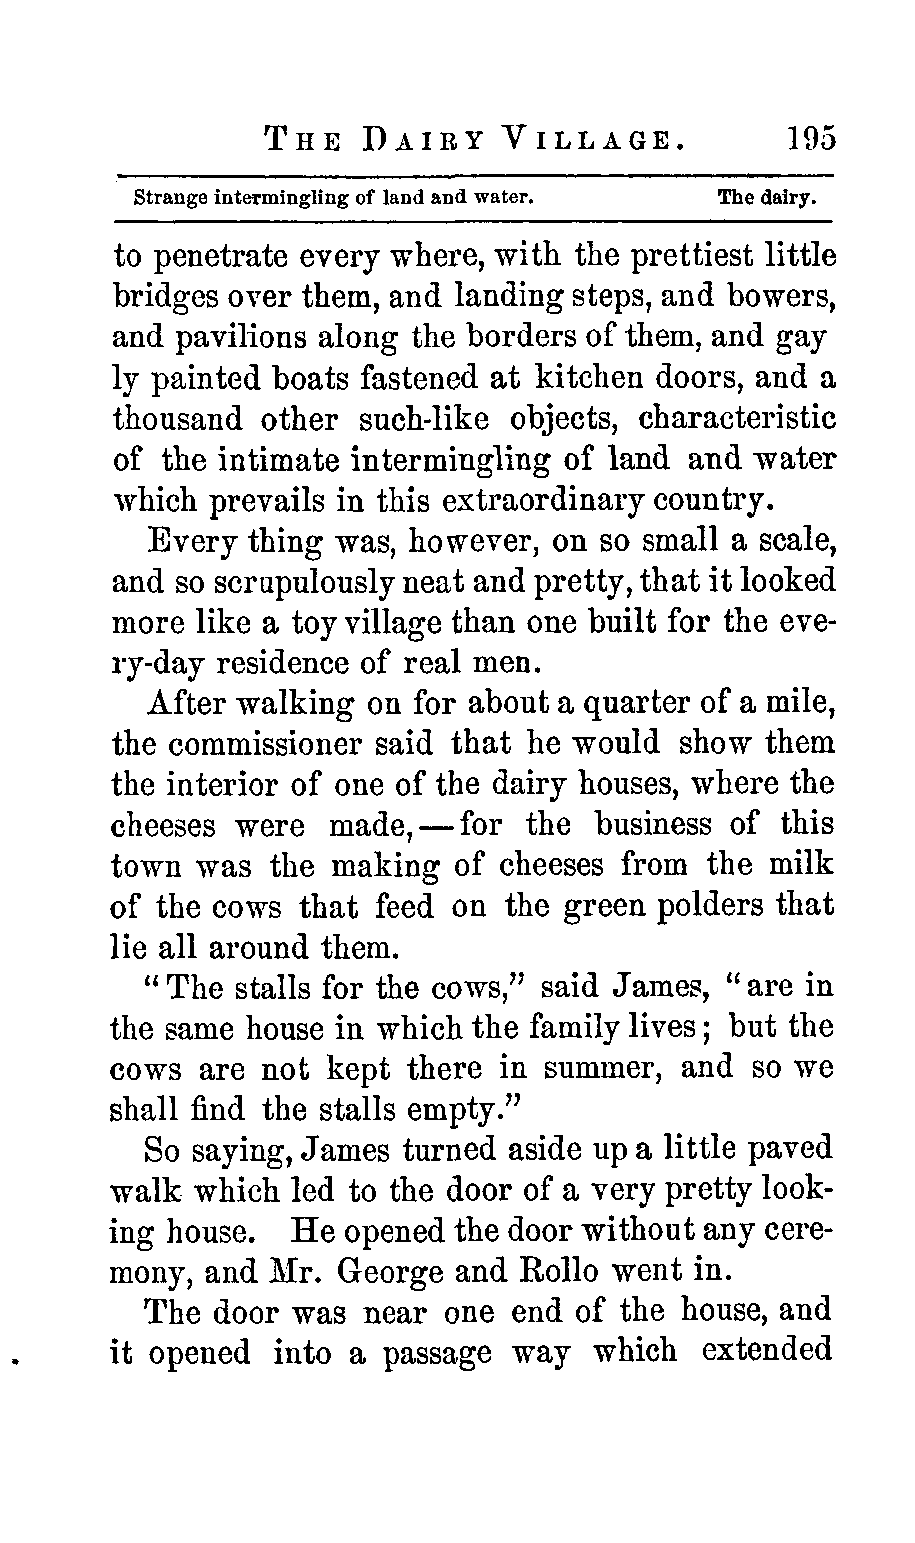 THE DAIRY VILLAGE. 195
Strange intermingling of land and water. The dairy.
to penetrate every where, with the prettiest little
bridges over them, and landing steps, and bowers,
and pavilions along the borders of them, and gay
ly painted boats fastened at kitchen doors, and a
thousand other such-like objects, characteristic
of the intimate intermingling of land and water
which prevails in this extraordinary country.
Every thing was, however, on so small a scale,
and so scrupulously neat and pretty, that it looked
more like a toy village than one built for the eve-
ry-day residence of real men.
After walking on for about a quarter of a mile,
the commissioner said that he would show them
the interior of one of the dairy houses, where the
cheeses were made,—for the business of this
town was the making of cheeses from the milk
of the cows that feed on the green polders that
lie all around them.
"The stalls for the cows," said James, "are in
the same house in which the family lives; but the
cows are not kept there in summer, and so we
shall find the stalls empty."
So saying, James turned aside up a little paved
walk which led to the door of a very pretty look-
ing house. He opened the door without any cere-
mony, and Mr. George and Rollo went in.
The door was near one end of the house, and
it opened into a passage way which extended